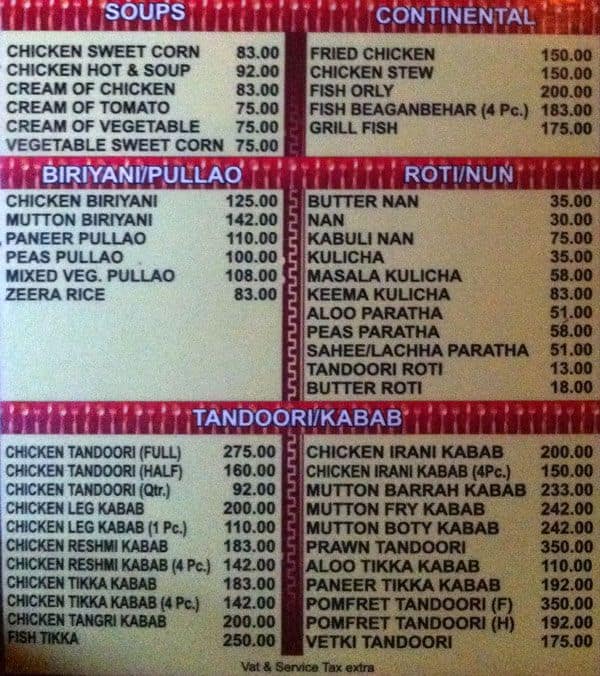 SOUPS
CHICKEN SWEET CORN 83.00
CHICKEN HOT & SOUP 92.00
CREAM OF CHICKEN 83.00
CREAM OF TOMATO 75.00
CREAM OF VEGETABLE 75.00
VEGETABLE SWEET CORN 75.00
CONTINENTAL
FRIED CHICKEN 150.00
CHICKEN STEW 150.00
FISH ORLY 200.00
FISH BEAGANBEHAR (4 Pc.) 183.00
GRILL FISH 175.00
BIRIYANI/PULLAO
CHICKEN BIRIYANI 125.00
MUTTON BIRIYANI 142.00
PANEER PULLAO 110.00
PEAS PULLAO 100.00
MIXED VEG. PULLAO 108.00
ZEERA RICE 83.00
ROTI/NUN
BUTTER NAN 35.00
NAN 30.00
KABULI NAN 75.00
KULICHA 35.00
MASALA KULICHA 58.00
KEEMA KULICHA 83.00
ALOO PARATHA 51.00
PEAS PARATHA 58.00
SAHEE/LACHHA PARATHA 51.00
TANDOORI ROTI 13.00
BUTTER ROTI 18.00
TANDOORI/KABAB
CHICKEN TANDOORI (FULL) 275.00
CHICKEN TANDOORI (HALF) 160.00
CHICKEN TANDOORI (Qtr.) 92.00
CHICKEN LEG KABAB 200.00
CHICKEN LEG KABAB (1 Pc.) 110.00
CHICKEN RESHMI KABAB 183.00
CHICKEN RESHMI KABAB (4 Pc.) 142.00
CHICKEN TIKKA KABAB 183.00
CHICKEN TIKKA KABAB (4 Pc.) 142.00
CHICKEN TANGRI KABAB 200.00
FISH TIKKA 250.00
CHICKEN IRANI KABAB 200.00
CHICKEN IRANI KABAB (4Pc.) 150.00
MUTTON BARRAH KABAB 233.00
MUTTON FRY KABAB 242.00
MUTTON BOTY KABAB 242.00
PRAWN TANDOORI 350.00
ALOO TIKKA KABAB 110.00
PANEER TIKKA KABAB 192.00
POMFRET TANDOORI (F) 350.00
POMFRET TANDOORI (H) 192.00
VETKI TANDOORI 175.00
Vat & Service Tax extra